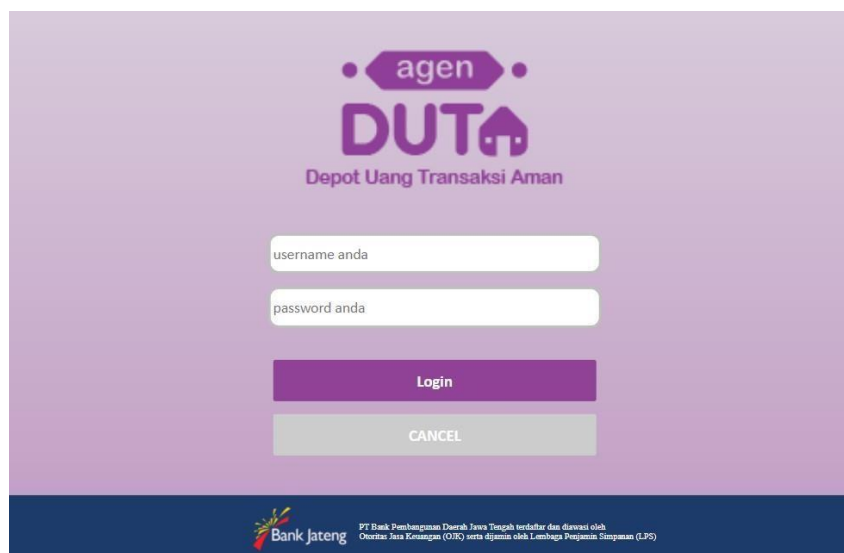 agen
DUTA
Depot Uang Transaksi Aman
username anda
password anda
Login
CANCEL
Bank Jateng
PT Bank Pembangunan Daerah Jawa Tengah terdaftar dan diawasi oleh
Otoritas Jasa Keuangan (OJK) serta dijamin oleh Lembaga Penjamin Simpanan (LPS)